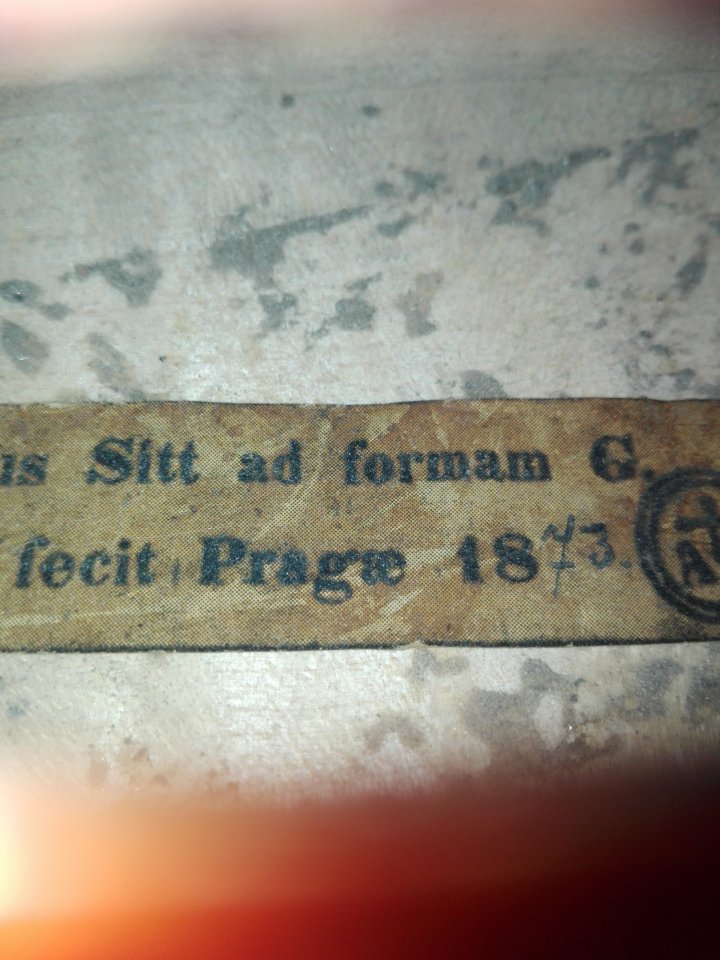 us Sitt ad formam G.
fecit Pragæ 1873.
A